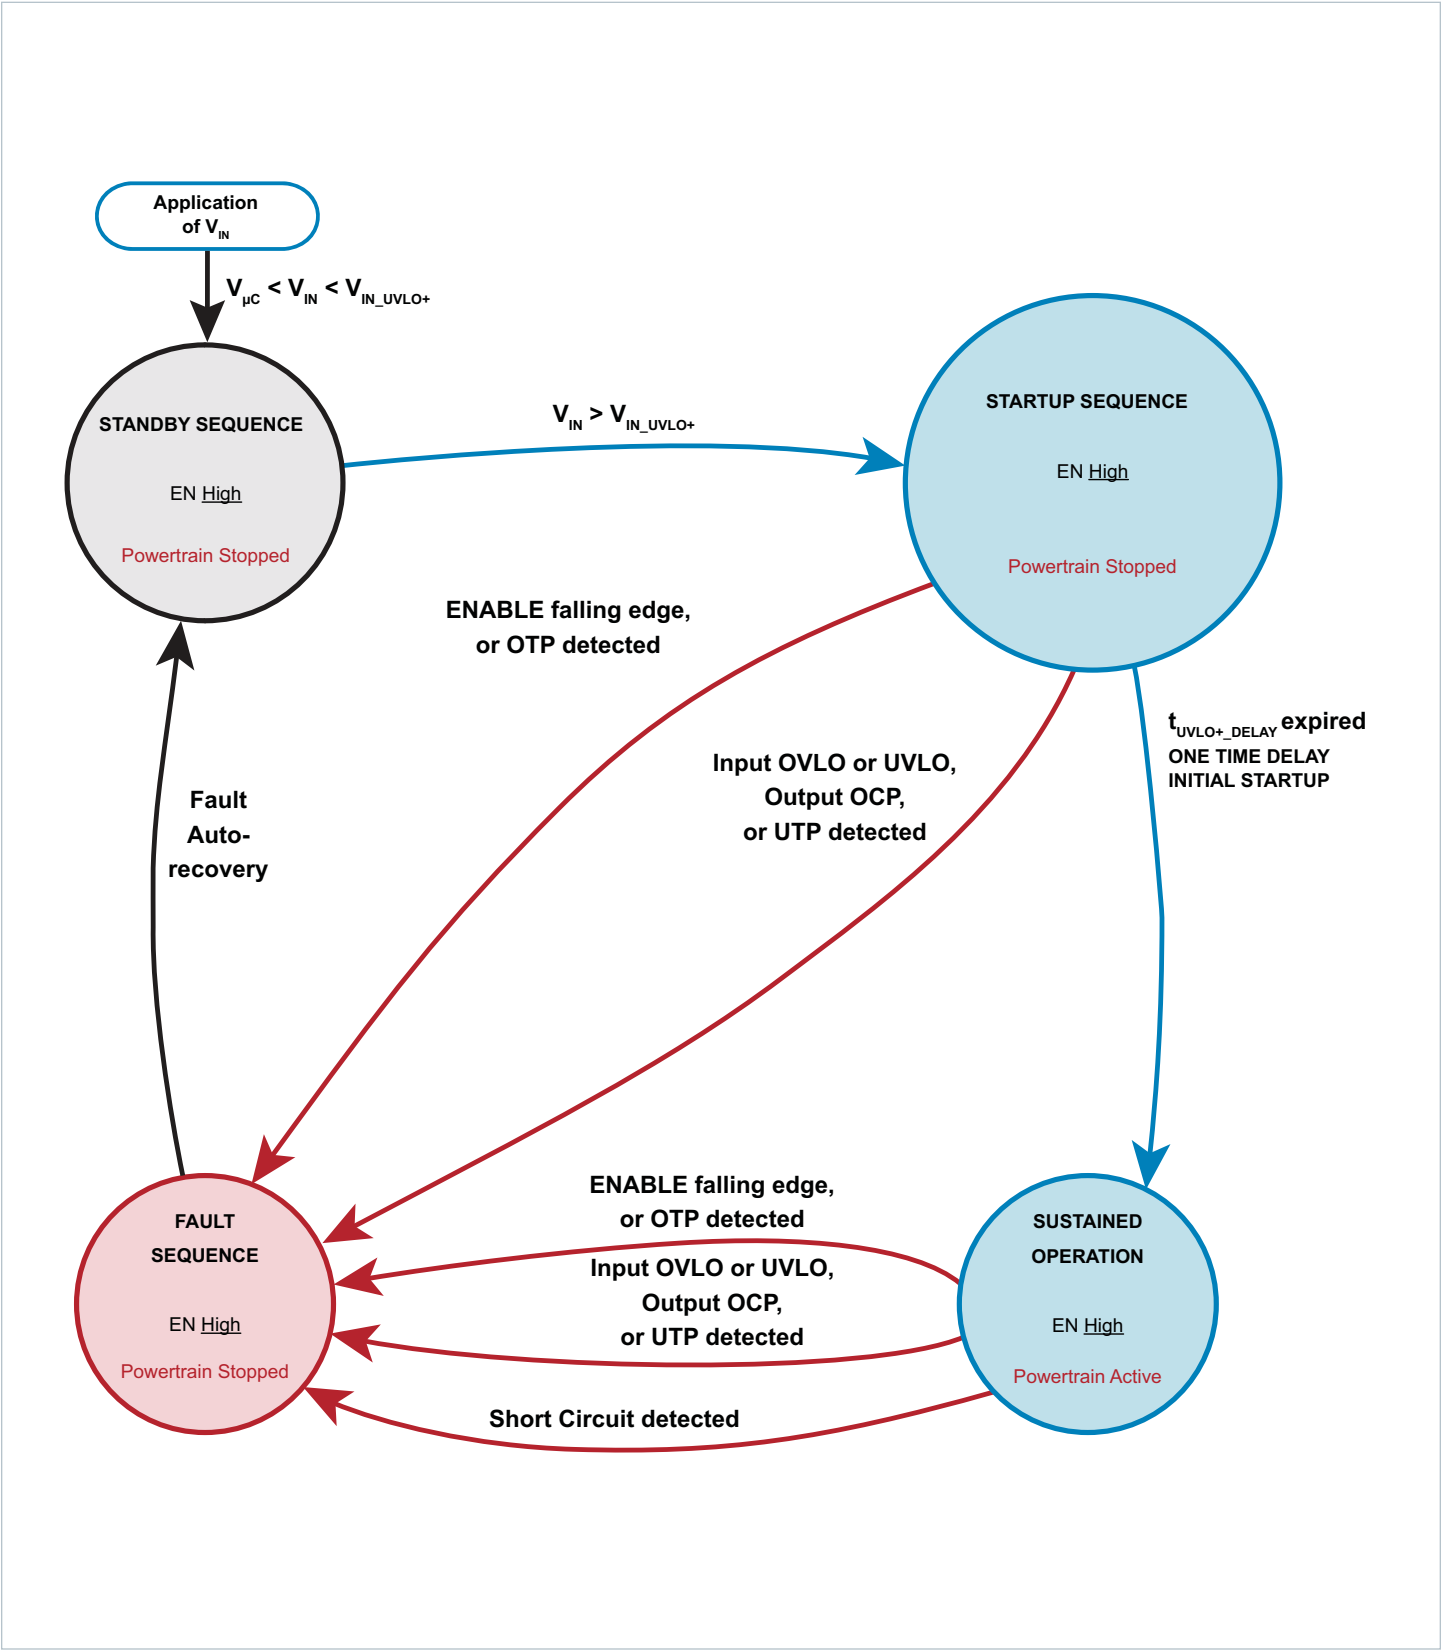 Application
of VIN
VµC < VIN < VIN_UVLO+
STANDBY SEQUENCE
EN High
Powertrain Stopped
VIN > VIN_UVLO+
STARTUP SEQUENCE
EN High
Powertrain Stopped
ENABLE falling edge,
or OTP detected
Input OVLO or UVLO,
Output OCP,
or UTP detected
tUVLO+_DELAY expired
ONE TIME DELAY
INITIAL STARTUP
Fault
Auto-
recovery
FAULT
SEQUENCE
EN High
Powertrain Stopped
ENABLE falling edge,
or OTP detected
Input OVLO or UVLO,
Output OCP,
or UTP detected
Short Circuit detected
SUSTAINED
OPERATION
EN High
Powertrain Active